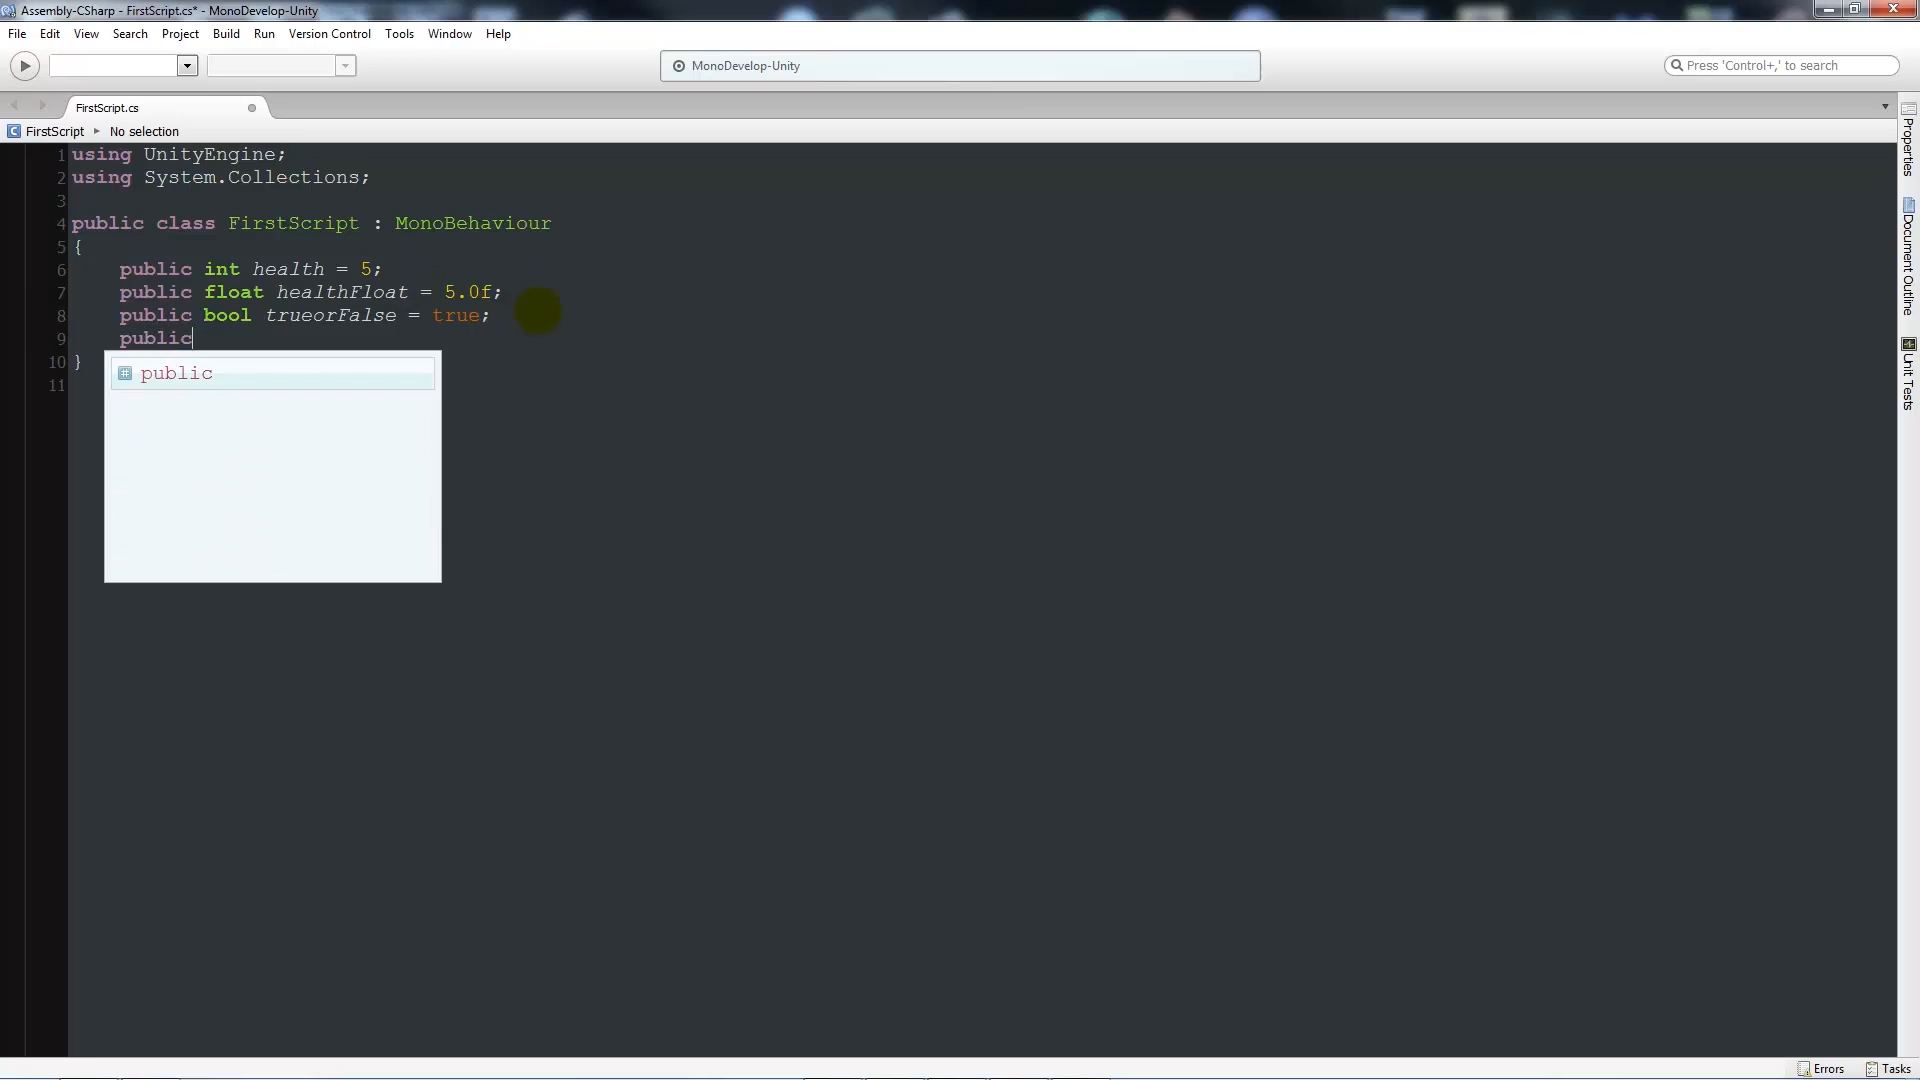 Assembly-CSharp - FirstScript.cs* - MonoDevelop-Unity
File Edit View Search Project Build Run Version Control Tools Window Help
MonoDevelop-Unity
Press 'Control+,' to search
FirstScript.cs
FirstScript No selection
1 using UnityEngine;
2 using System.Collections;
3
4 public class FirstScript : MonoBehaviour
5 {
6 public int health = 5;
7 public float healthFloat = 5.0f;
8 public bool trueorFalse = true;
9 public
10 }
11
public
Properties
Document Outline
Unit Tests
Errors Tasks